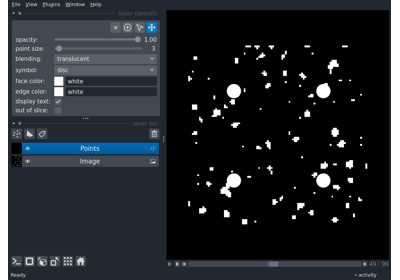 File View Plugins Window Help
layer controls
opacity: 1.00
point size: 3
blending: translucent
symbol: disc
face color: white
edge color: white
display text:
out of slice:
layer list
Points
Image
49 99
Ready
activity